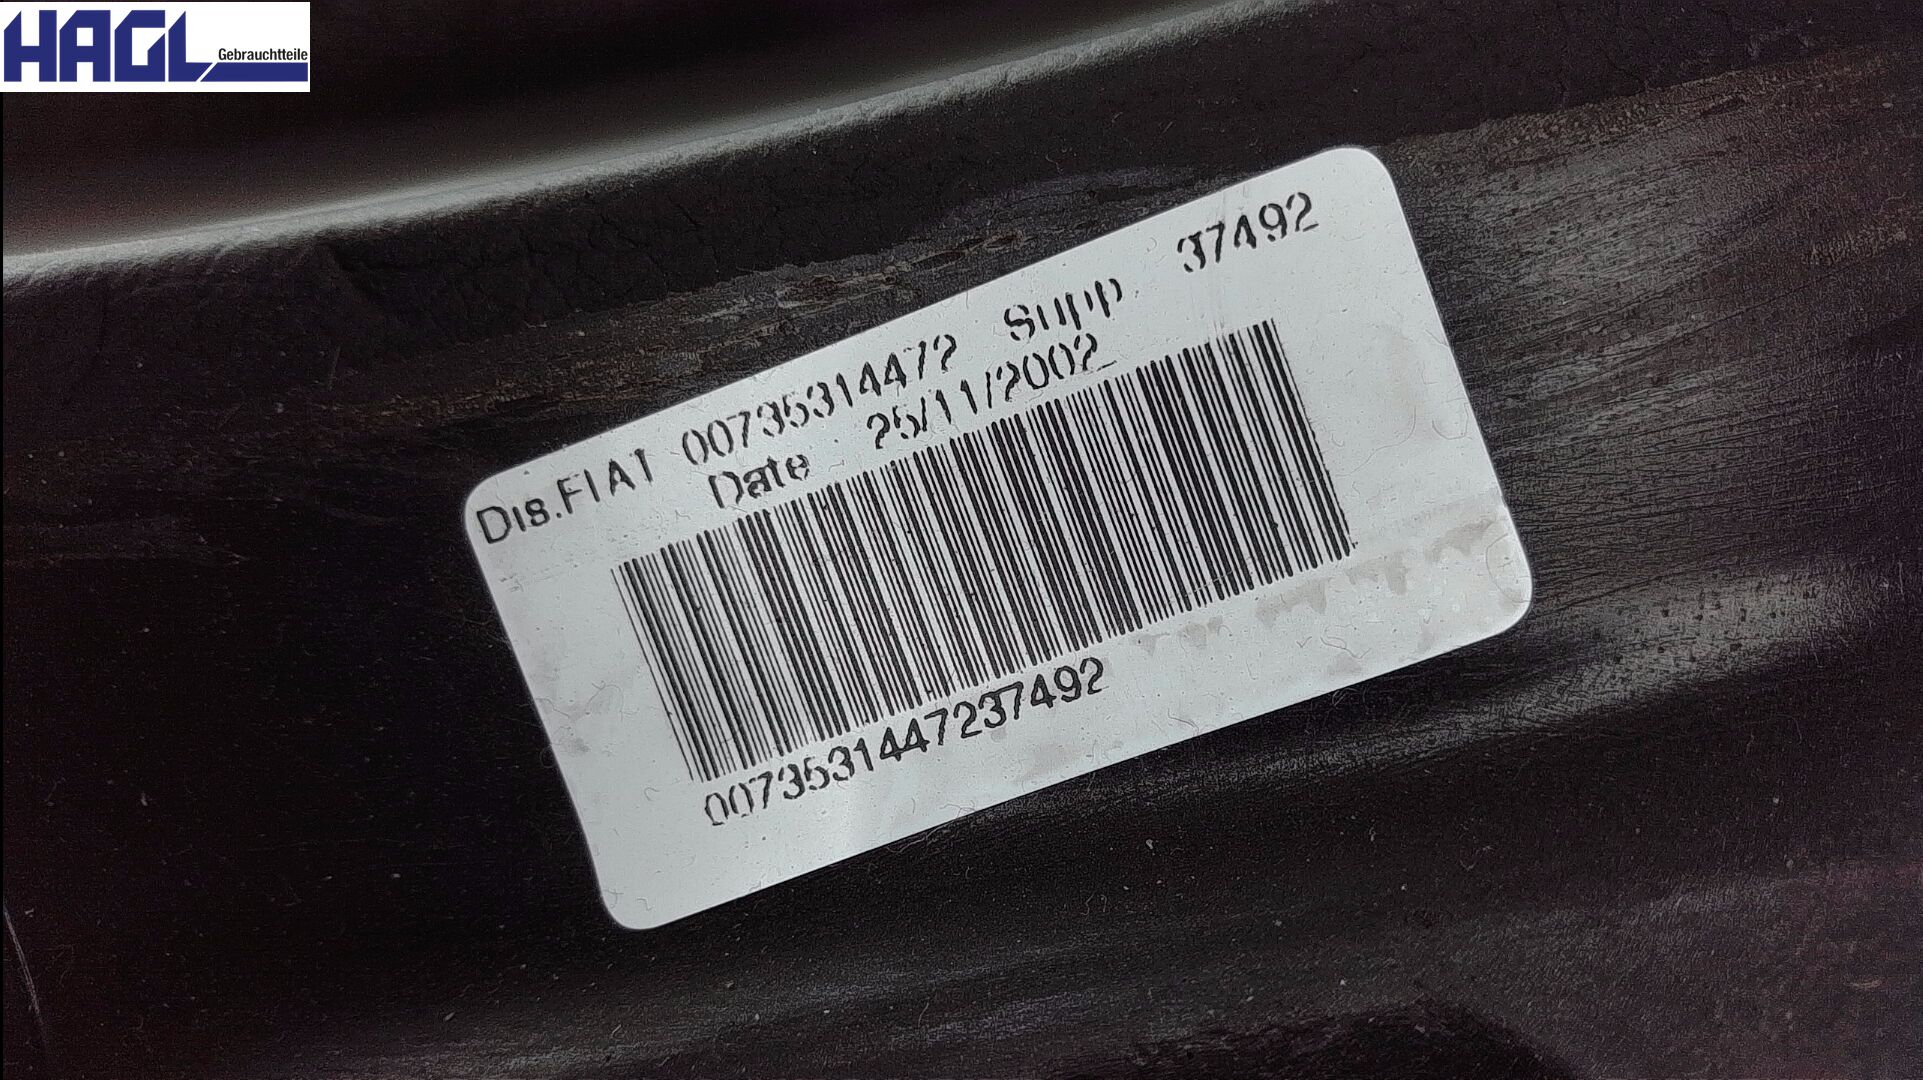 HAGL Gebrauchtteile
Dis.FIAT 00735314472 Supp. 37492
Date 25/11/2002
0073531447237492